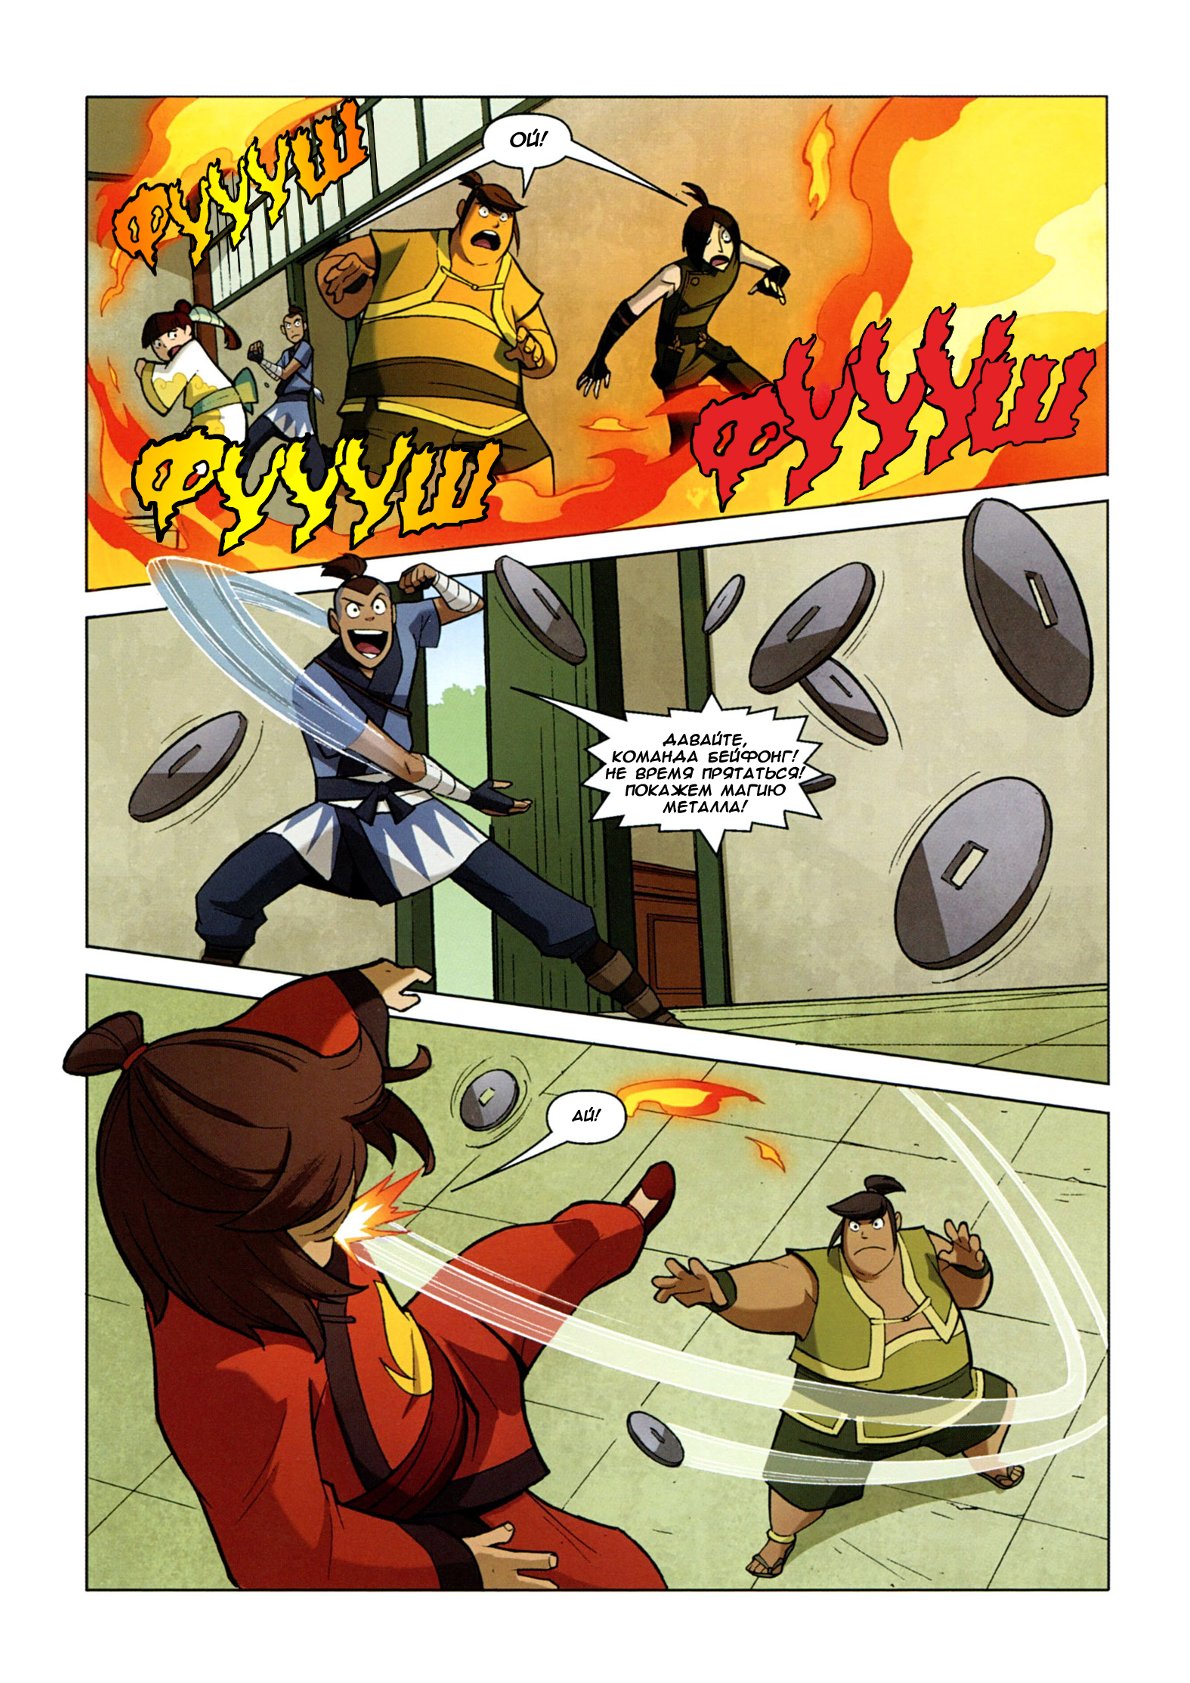 ФУУУШ
ОЙ!
ФУУУШ
ФУУУШ
ДАВАЙТЕ,
КОМАНДА БЕЙФОНГ!
НЕ ВРЕМЯ ПРЯТАТЬСЯ!
ПОКАЖЕМ МАГИЮ
МЕТАЛЛА!
АЙ!